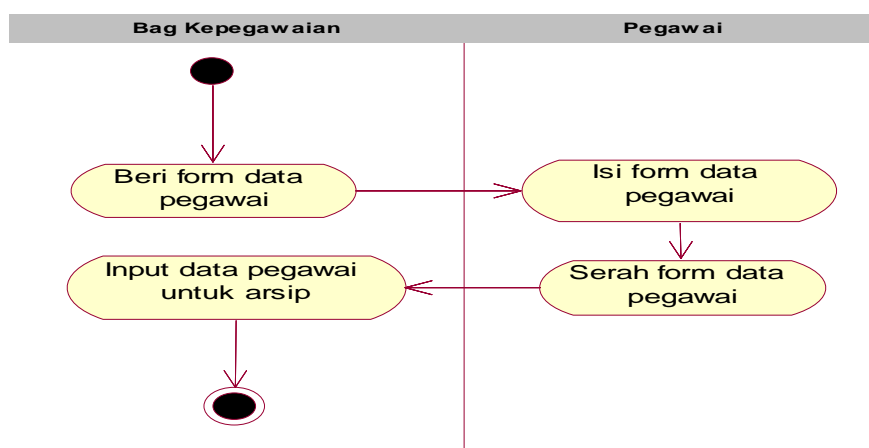 Bag Kepegawaian
Pegawai
Beri form data
pegawai
Isi form data
pegawai
Serah form data
pegawai
Input data pegawai
untuk arsip